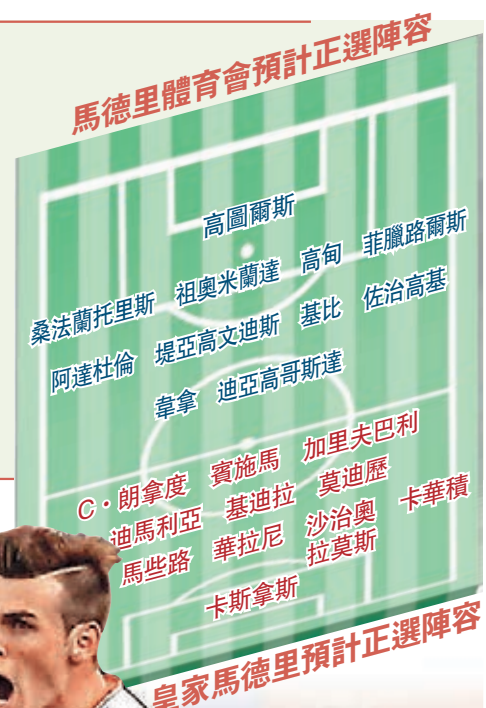 馬德里體育會預計正選陣容
高圖爾斯
桑法蘭托里斯 祖奧米蘭達 高甸 菲臘路爾斯
阿達杜倫 堤亞高文迪斯 基比 佐治高基
韋拿 迪亞高哥斯達
C·朗拿度 賓施馬 加里夫巴利
迪馬利亞 基迪拉 莫迪歷
馬些路 華拉尼 沙治奧 卡華積
拉莫斯
卡斯拿斯
皇家馬德里預計正選陣容